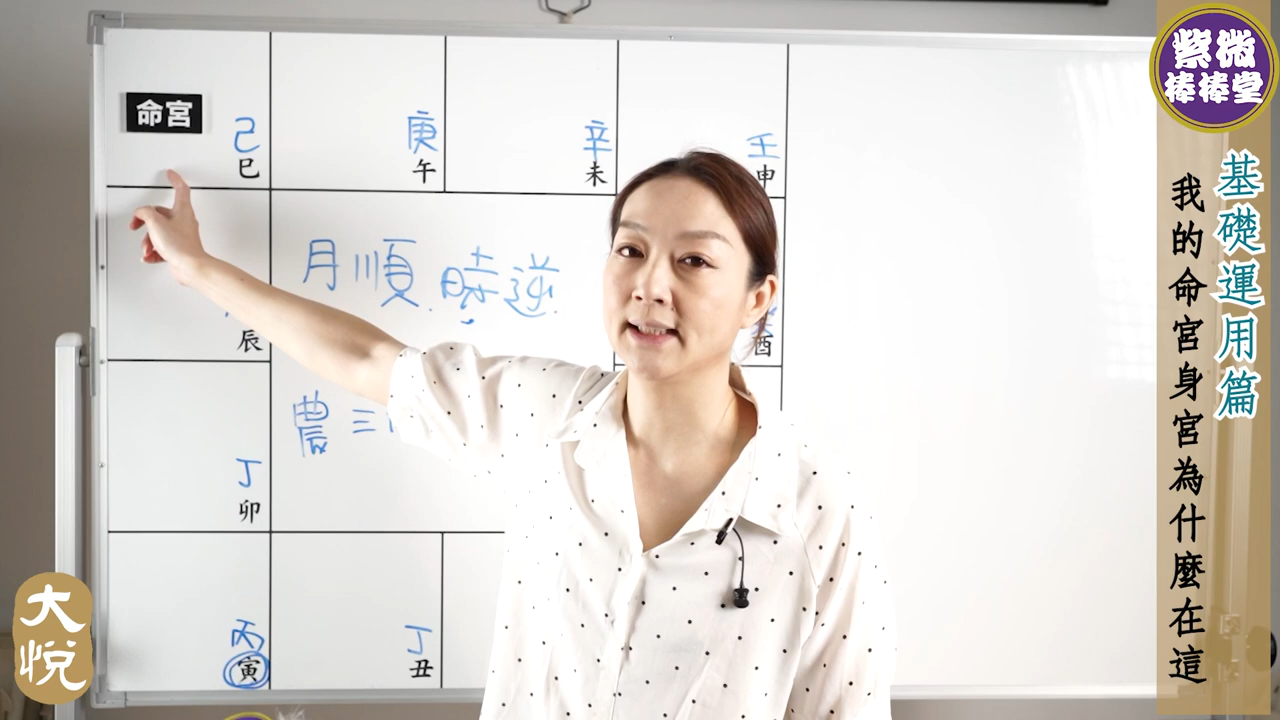 紫微
棒棒堂
基礎運用篇
我的命宮身宮為什麼在這
命宮
己
巳
庚
午
辛
未
壬
申
月順.時逆.
辰
酉
農三
丁
卯
丙
寅
丁
丑
大悅